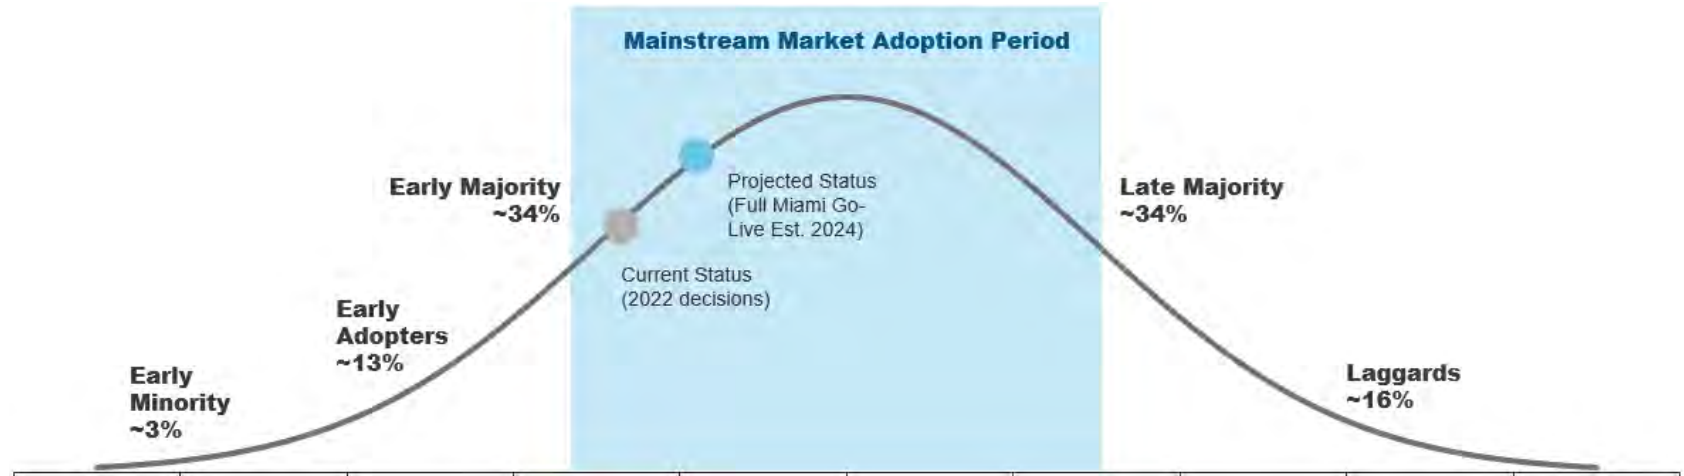 Mainstream Market Adoption Period
Early Majority
~34%
Projected Status
(Full Miami Go-
Live Est. 2024)
Late Majority
~34%
Current Status
(2022 decisions)
Early
Adopters
~13%
Early
Minority
~3%
Laggards
~16%